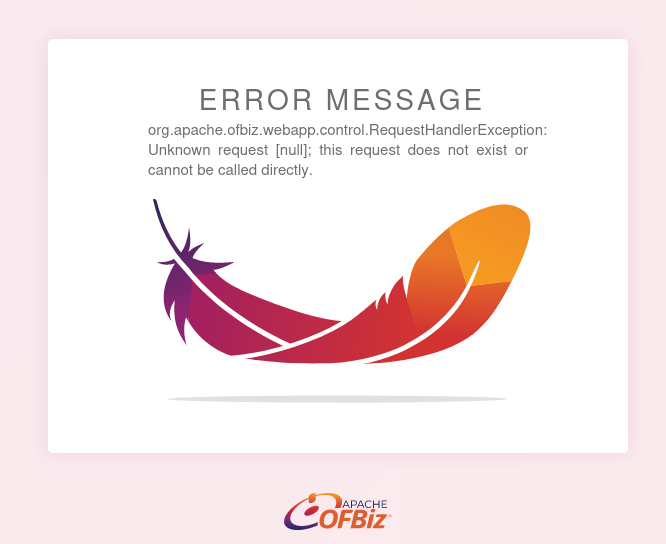 ERROR MESSAGE
org.apache.ofbiz.webapp.control.RequestHandlerException:
Unknown request [null]; this request does not exist or
cannot be called directly.
APACHE
OFBiz